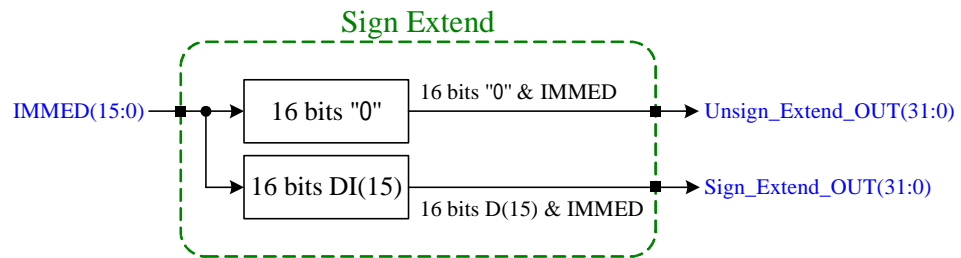 Sign Extend
IMMED(15:0)
16 bits "0"
16 bits "0" & IMMED
Unsign_Extend_OUT(31:0)
16 bits DI(15)
16 bits D(15) & IMMED
Sign_Extend_OUT(31:0)